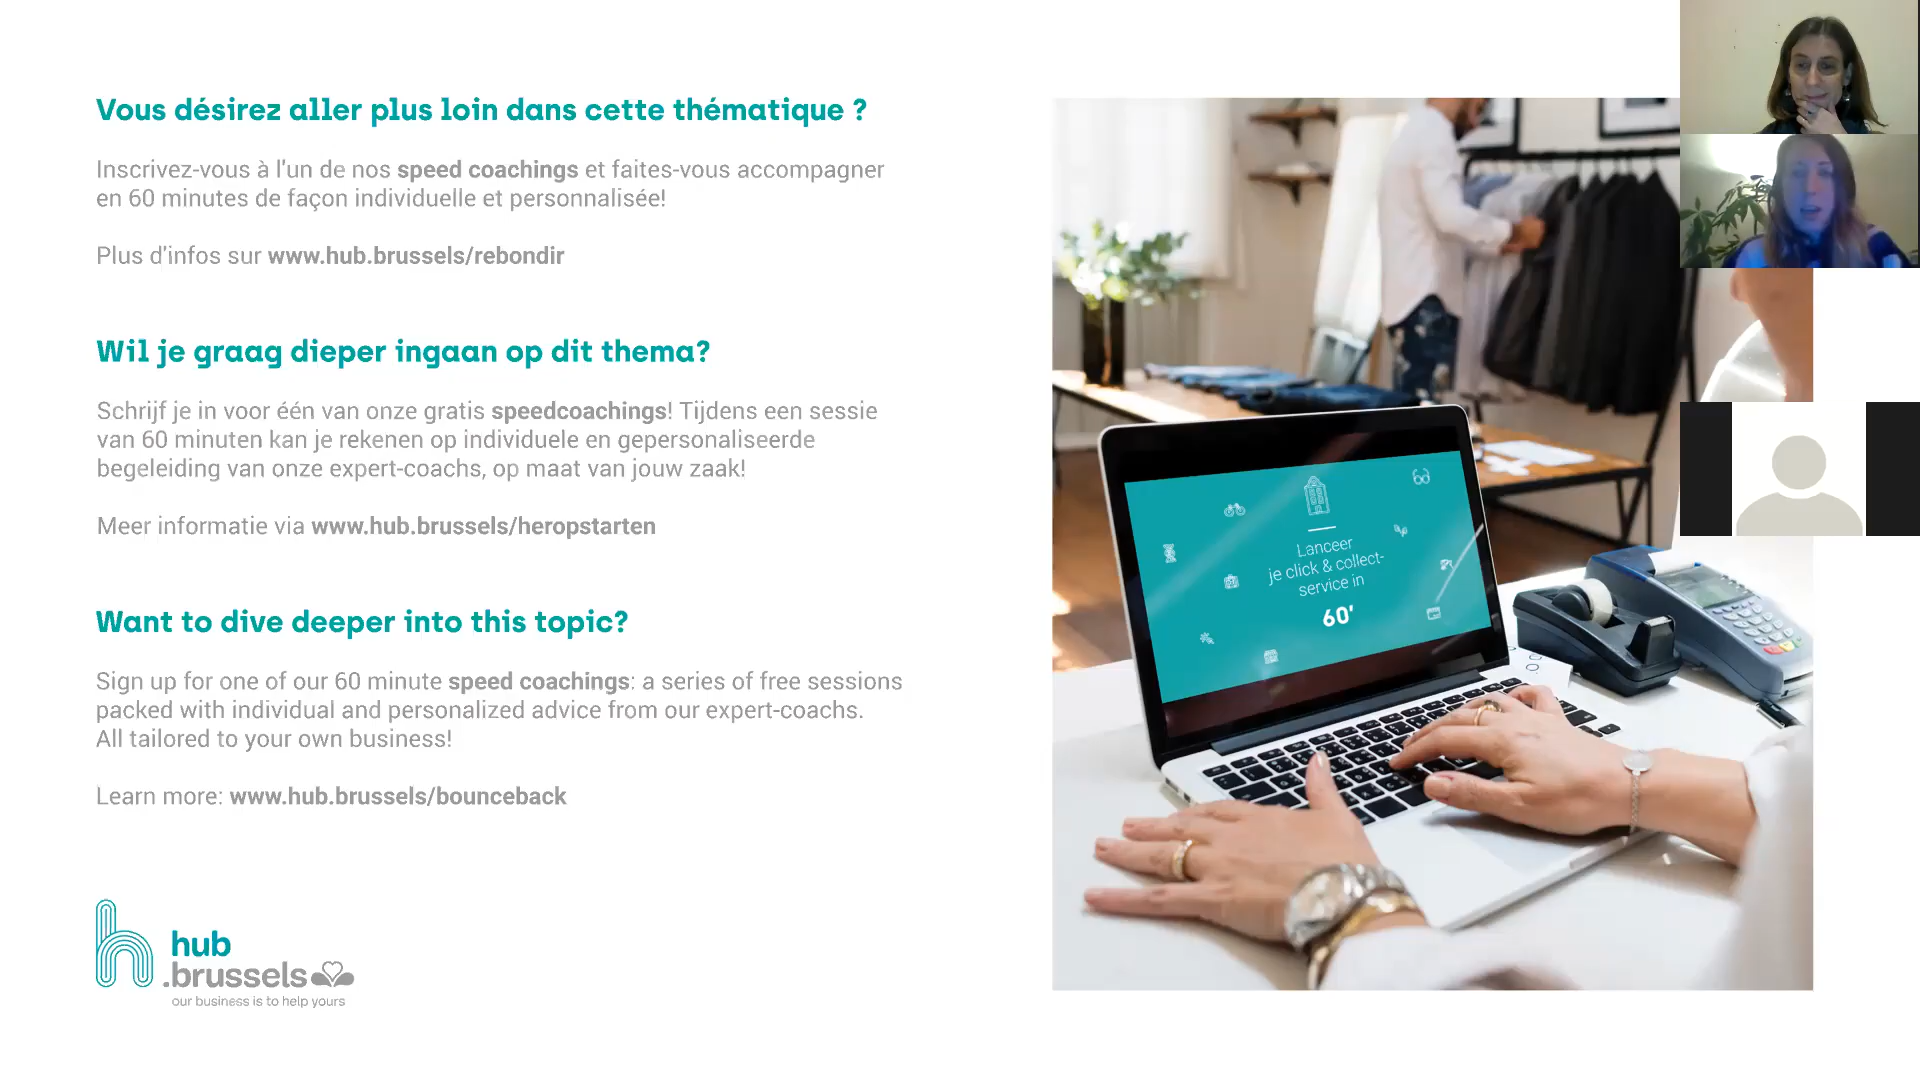 Vous désirez aller plus loin dans cette thématique ?
Inscrivez-vous à l'un de nos speed coachings et faites-vous accompagner
en 60 minutes de façon individuelle et personnalisée!
Plus d'infos sur www.hub.brussels/rebondir
Wil je graag dieper ingaan op dit thema?
Schrijf je in voor één van onze gratis speedcoachings! Tijdens een sessie
van 60 minuten kan je rekenen op individuele en gepersonaliseerde
begeleiding van onze expert-coachs, op maat van jouw zaak!
Meer informatie via www.hub.brussels/heropstarten
Want to dive deeper into this topic?
Sign up for one of our 60 minute speed coachings: a series of free sessions
packed with individual and personalized advice from our expert-coachs.
All tailored to your own business!
Learn more: www.hub.brussels/bounceback
hub
.brussels
our business is to help yours
Lanceer
je click & collect-
service in
60'